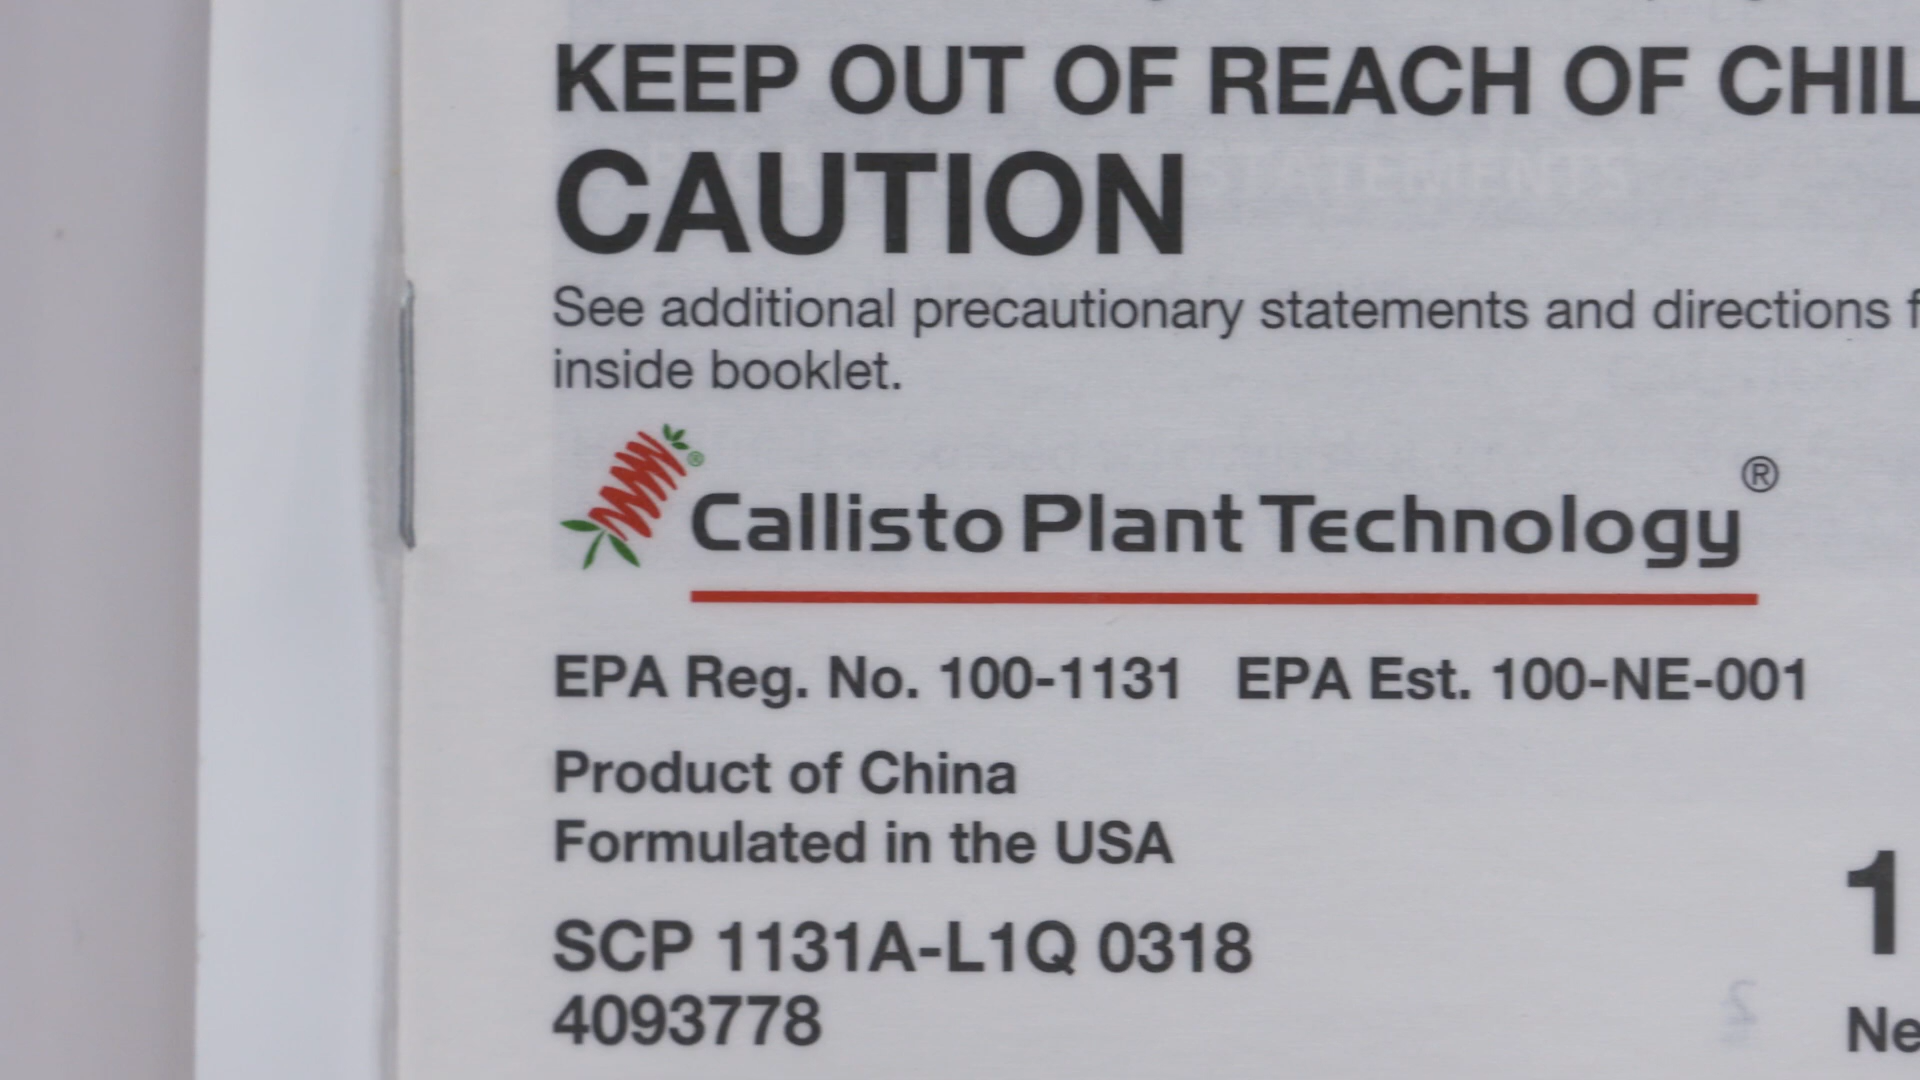 KEEP OUT OF REACH OF CHIL
CAUTION
See additional precautionary statements and directions f
inside booklet.
Callisto Plant Technology®
EPA Reg. No. 100-1131 EPA Est. 100-NE-001
Product of China
Formulated in the USA
SCP 1131A-L1Q 0318
4093778
1
Ne